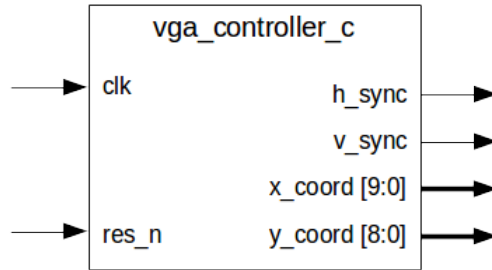 vga_controller_c
clk
h_sync
v_sync
x_coord [9:0]
res_n
y_coord [8:0]